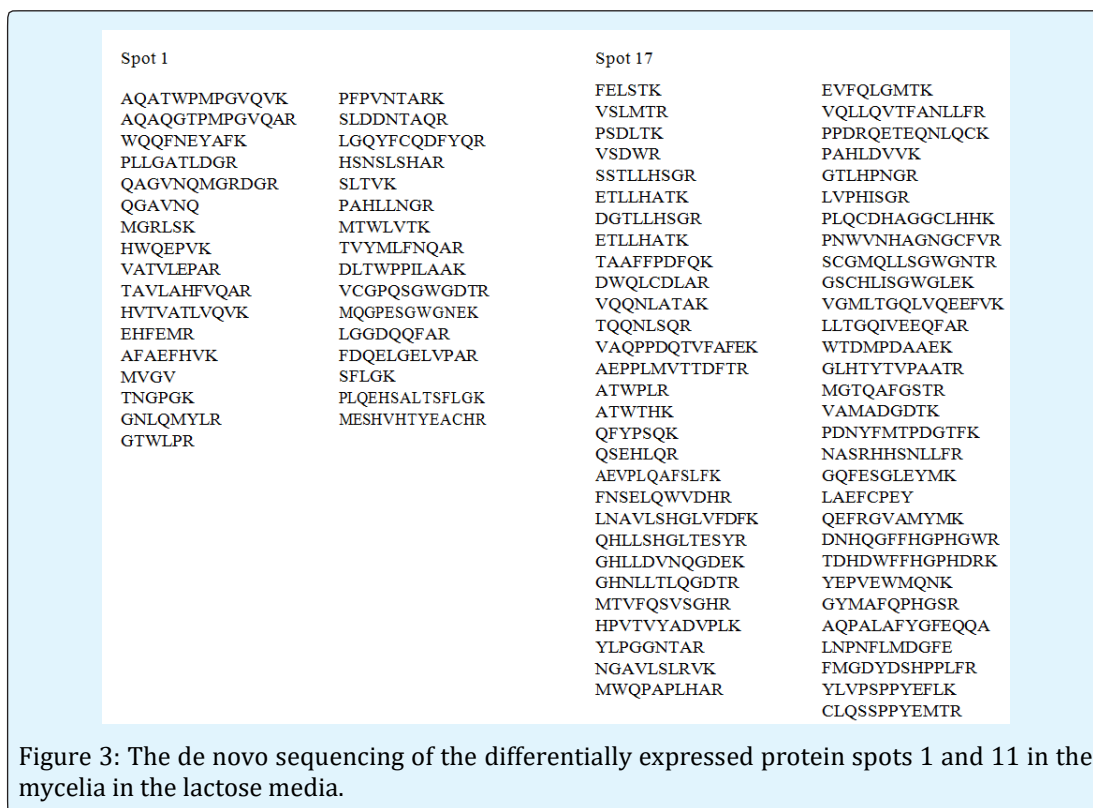 Spot 1
AQATWPMPGVQVK
AQAQGTPMPGVQAR
WQQFNEYAFK
PLLGATLDGR
QAGVNQMGRDGR
QGAVNQ
MGRLSK
HWQEPVK
VATVLEPAR
TAVLAHFVQAR
HVTVATLVQVK
EHFEMR
AFAEFHVK
MVGV
TNGPGK
GNLQMYLR
GTWLPR
PFPVNTARK
SLDDNTAQR
LGQYFCQDFYQR
HSNSLSHAR
SLTVK
PAHLLNGR
MTWLVTK
TVYMLFNQAR
DLTWPPILAAK
VCGPQSGWGDTR
MQGPESGWGNEK
LGGDQQFAR
FDQELGELVPAR
SFLGK
PLQEHSALTSFLGK
MESHVHTYEACHR
Spot 17
FELSTK
VSLMTR
PSDLTK
VSDWR
SSTLLHSGR
ETLLHATK
DGTLLHSGR
ETLLHATK
TAAFFPDFQK
DWQLCDLAR
VQQNLATAK
TQQNLSQR
VAQPPDQTVFAFEK
AEPPLMVTTDFTR
ATWPLR
ATWTHK
QFYPSQK
QSEHLQR
AEVPLQAFSLFK
FNSELQWVDHR
LNAVLSHGLVFDFK
QHLLSHGLTESYR
GHLLDVNQGDEK
GHNLLTLQGDTR
MTVFQSVSGHR
HPVTVYADVPLK
YLPGGNTAR
NGAVLSLRVK
MWQPAPLHAR
EVFQLGMTK
VQLLQVTFANLLFR
PPDRQETEQNLQCK
PAHLDVVK
GTLHPNGR
LVPHISGR
PLQCDHAGGCLHHK
PNWVNHAGNGCFVR
SCGMQLLSGWGNTR
GSCHLISGWGLEK
VGMLTGQLVQEEFVK
LLTGQIVEEQFAR
WTDMPDAAEK
GLHTYTVPAATR
MGTQAFGSTR
VAMADGDTK
PDNYFMTPDGTFK
NASRHHSNLLFR
GQFESGLEYMK
LAEFCPEY
QEFRGVAMYMK
DNHQGFFHGPHGWR
TDHDWFFHGPHDRK
YEPVEWMQNK
GYMAFQPHGSR
AQPALAFYGFEQQA
LNPNFLMDGFE
FMGDYDSHPPLFR
YLVPSPPYEFLK
CLQSSPPYEMTR
Figure 3: The de novo sequencing of the differentially expressed protein spots 1 and 11 in the
mycelia in the lactose media.